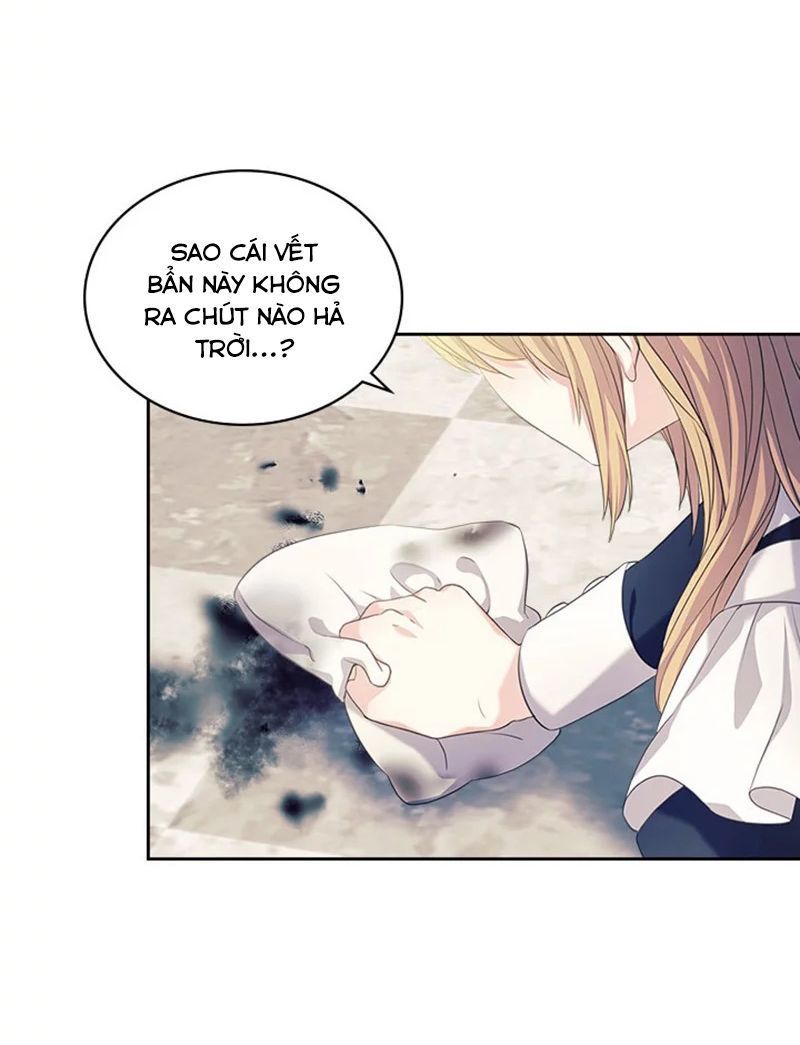 SAO CÁI VẾT
BẨN NÀY KHÔNG
RA CHÚT NÀO HẢ
TRỜI...?